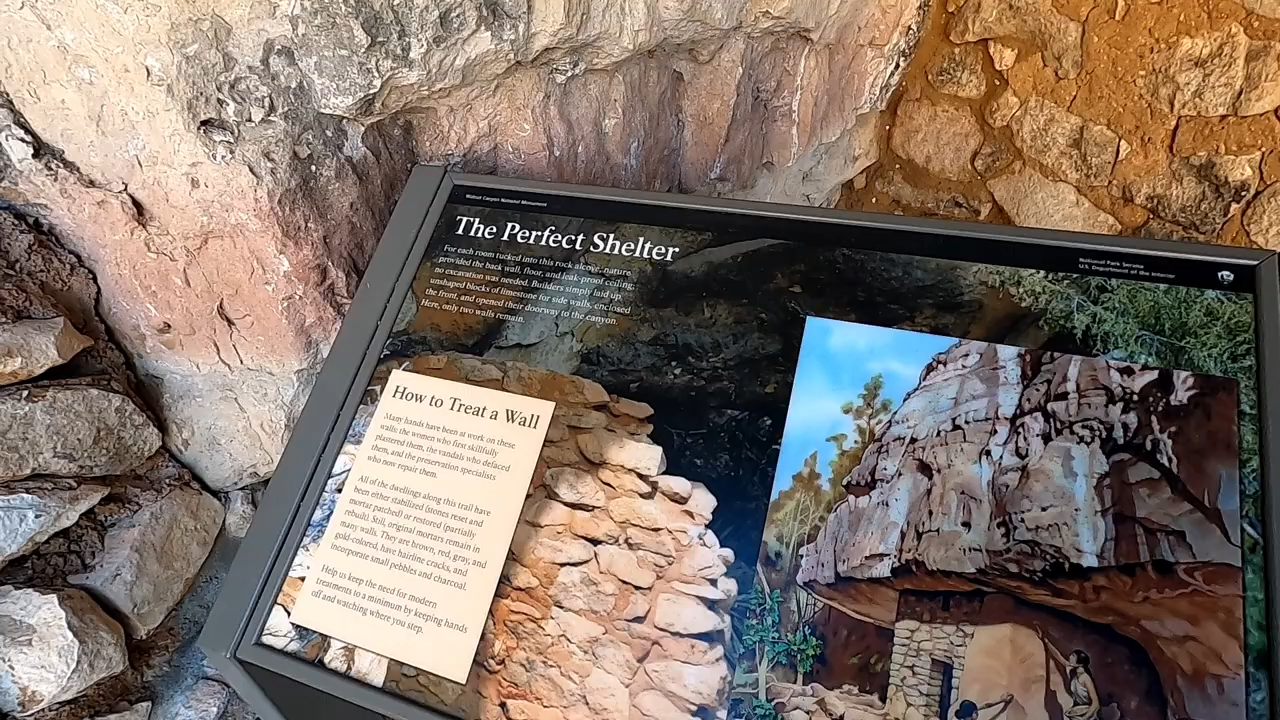 Walnut Canyon National Monument
The Perfect Shelter
National Park Service
U.S. Department of the Interior
For each room tucked into this rock alcove, nature
provided the back wall, floor, and leak-proof ceiling;
no excavation was needed. Builders simply laid up
unshaped blocks of limestone for side walls, enclosed
the front, and opened their doorway to the canyon.
Here, only two walls remain.
How to Treat a Wall
Many hands have been at work on these
walls: the women who first skillfully
plastered them, the vandals who defaced
them, and the preservation specialists
who now repair them.
All of the dwellings along this trail have
been either stabilized (stones reset and
mortar patched) or restored (partially
rebuilt). Still, original mortars remain in
many walls. They are brown, red, gray, and
gold-colored, have hairline cracks, and
incorporate small pebbles and charcoal.
Help us keep the need for modern
treatments to a minimum by keeping hands
off and watching where you step.